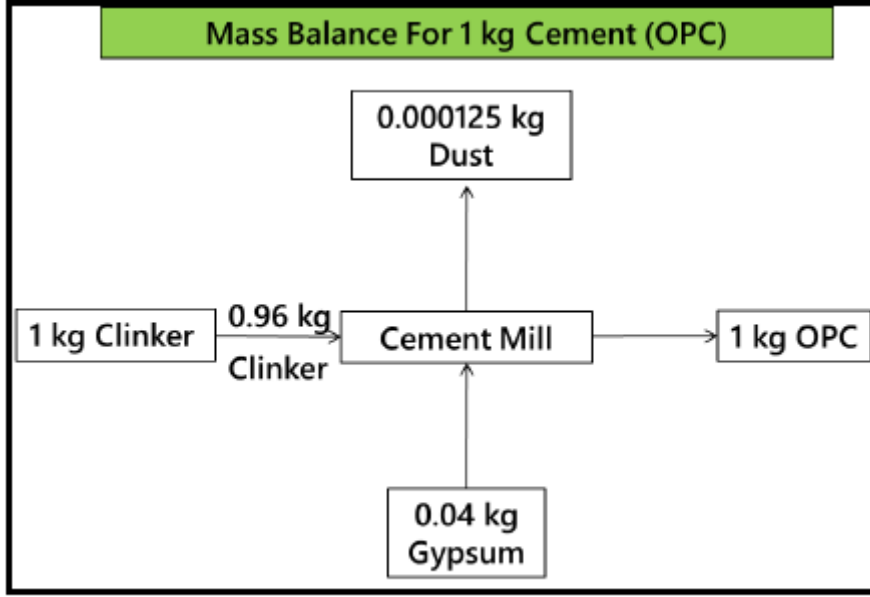 Mass Balance For 1 kg Cement (OPC)
0.000125 kg
Dust
1 kg Clinker
0.96 kg
Clinker
Cement Mill
1 kg OPC
0.04 kg
Gypsum